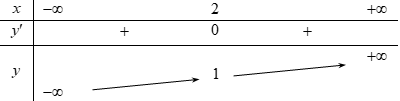 x −∞ 2 +∞
y′ + 0 +
+∞
y 1
−∞